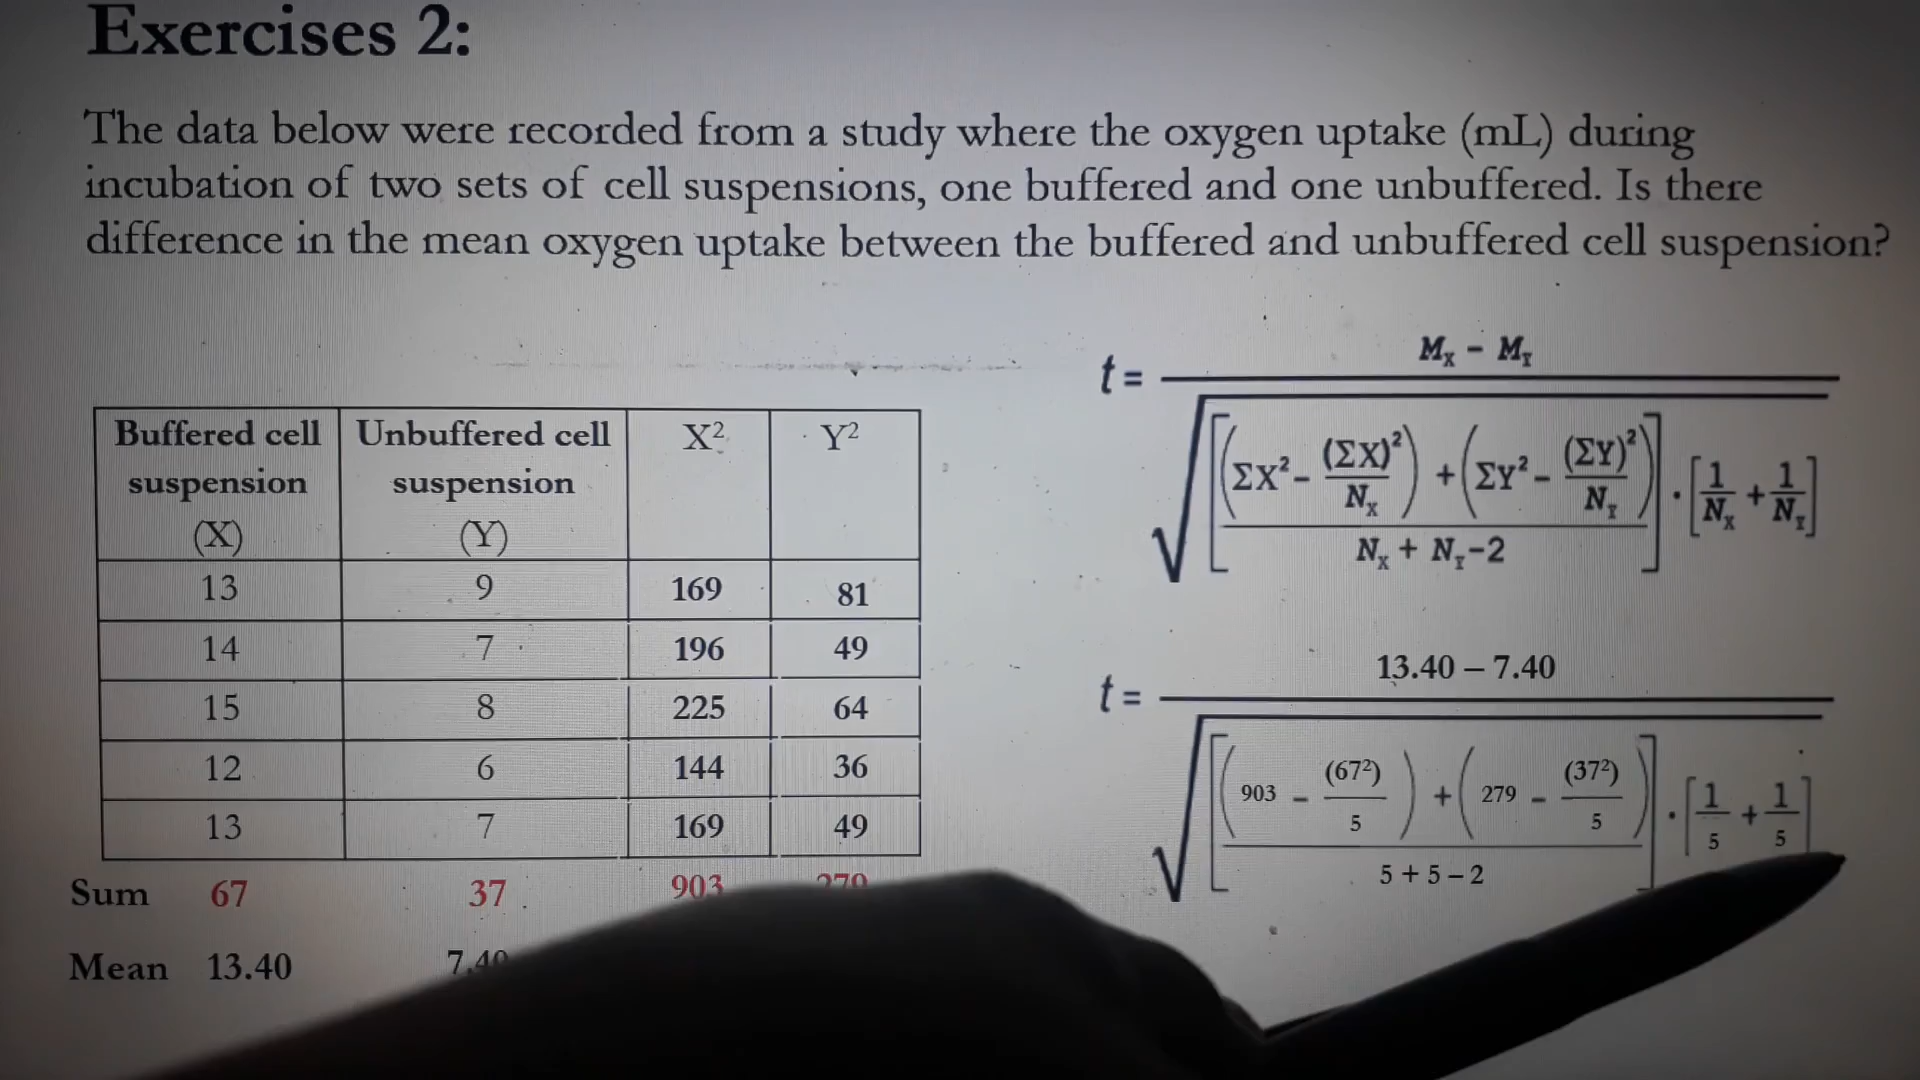 Exercises 2:
The data below were recorded from a study where the oxygen uptake (mL) during
incubation of two sets of cell suspensions, one buffered and one unbuffered. Is there
difference in the mean oxygen uptake between the buffered and unbuffered cell suspension?
Buffered cell suspension (X) Unbuffered cell suspension (Y) X² Y²
13 9 169 81
14 7 196 49
15 8 225 64
12 6 144 36
13 7 169 49
Sum 67 37 903 279
Mean 13.40 7.40
t = Mx - MY
√ [ (ΣX² - (ΣX)² / Nx) + (ΣY² - (ΣY)² / NY) / Nx + NY - 2 ] · [1/Nx + 1/NY]
t = 13.40 – 7.40
√ [ (903 - (67²) / 5) + (279 - (37²) / 5) / 5 + 5 – 2 ] · [1/5 + 1/5]